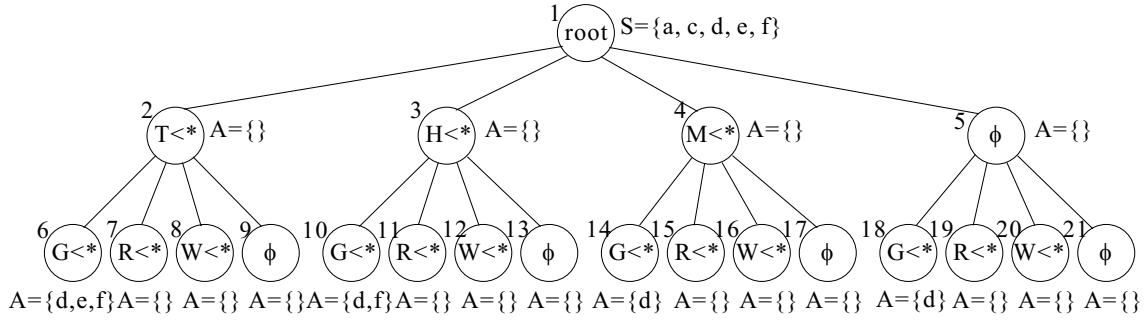 1 root S={a, c, d, e, f}
2 T<* A={} 3 H<* A={} 4 M<* A={} 5 ϕ A={}
6 G<* 7 R<* 8 W<* 9 ϕ 10 G<* 11 R<* 12 W<* 13 ϕ 14 G<* 15 R<* 16 W<* 17 ϕ 18 G<* 19 R<* 20 W<* 21 ϕ
A={d,e,f} A={} A={} A={} A={d,f} A={} A={} A={} A={d} A={} A={} A={} A={d} A={} A={} A={}